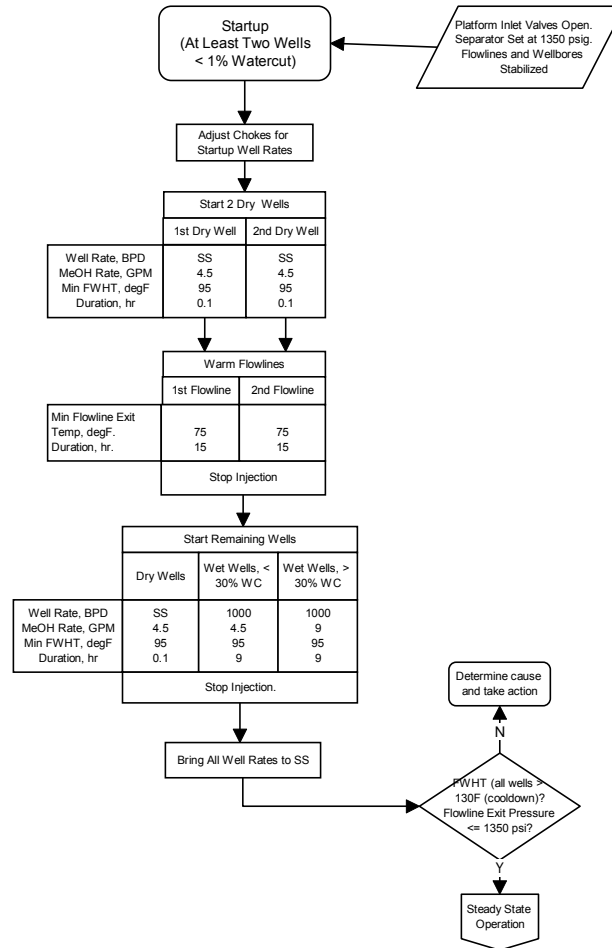 Startup
(At Least Two Wells
< 1% Watercut)
Platform Inlet Valves Open.
Separator Set at 1350 psig.
Flowlines and Wellbores
Stabilized
Adjust Chokes for
Startup Well Rates
Start 2 Dry Wells
1st Dry Well 2nd Dry Well
Well Rate, BPD SS SS
MeOH Rate, GPM 4.5 4.5
Min FWHT, degF 95 95
Duration, hr 0.1 0.1
Warm Flowlines
1st Flowline 2nd Flowline
Min Flowline Exit
Temp, degF. 75 75
Duration, hr. 15 15
Stop Injection
Start Remaining Wells
Dry Wells
Wet Wells, <
30% WC
Wet Wells, >
30% WC
Well Rate, BPD SS 1000 1000
MeOH Rate, GPM 4.5 4.5 9
Min FWHT, degF 95 95 95
Duration, hr 0.1 9 9
Stop Injection.
Bring All Well Rates to SS
Determine cause
and take action
N
FWHT (all wells >
130F (cooldown)?
Flowline Exit Pressure
<= 1350 psi?
Y
Steady State
Operation